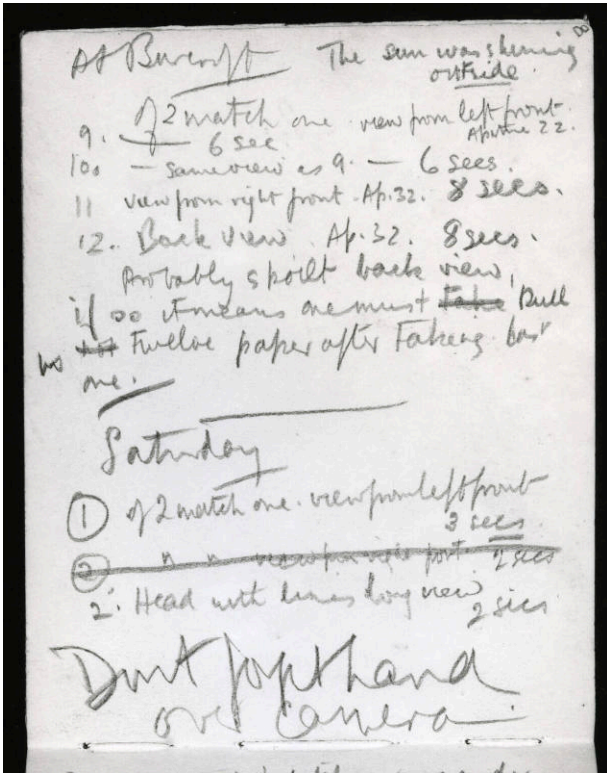 At Burcroft The sun was shining
outside.
of 2 match one. view from left front.
9. — 6 sec Aperture 22.
10. — same view as 9. — 6 secs.
11 view from right front. Ap. 32. 8 secs.
12. Back View. Ap. 32. 8 secs.
Probably spoilt back view,
if so it means one must Take Pull
not Twelve paper after Taking last
one.
Saturday
1 of 2 match one. view from left front
3 secs
2 " " view from right front. 2 secs
2. Head with long view
2 secs
Dont hand
over camera.